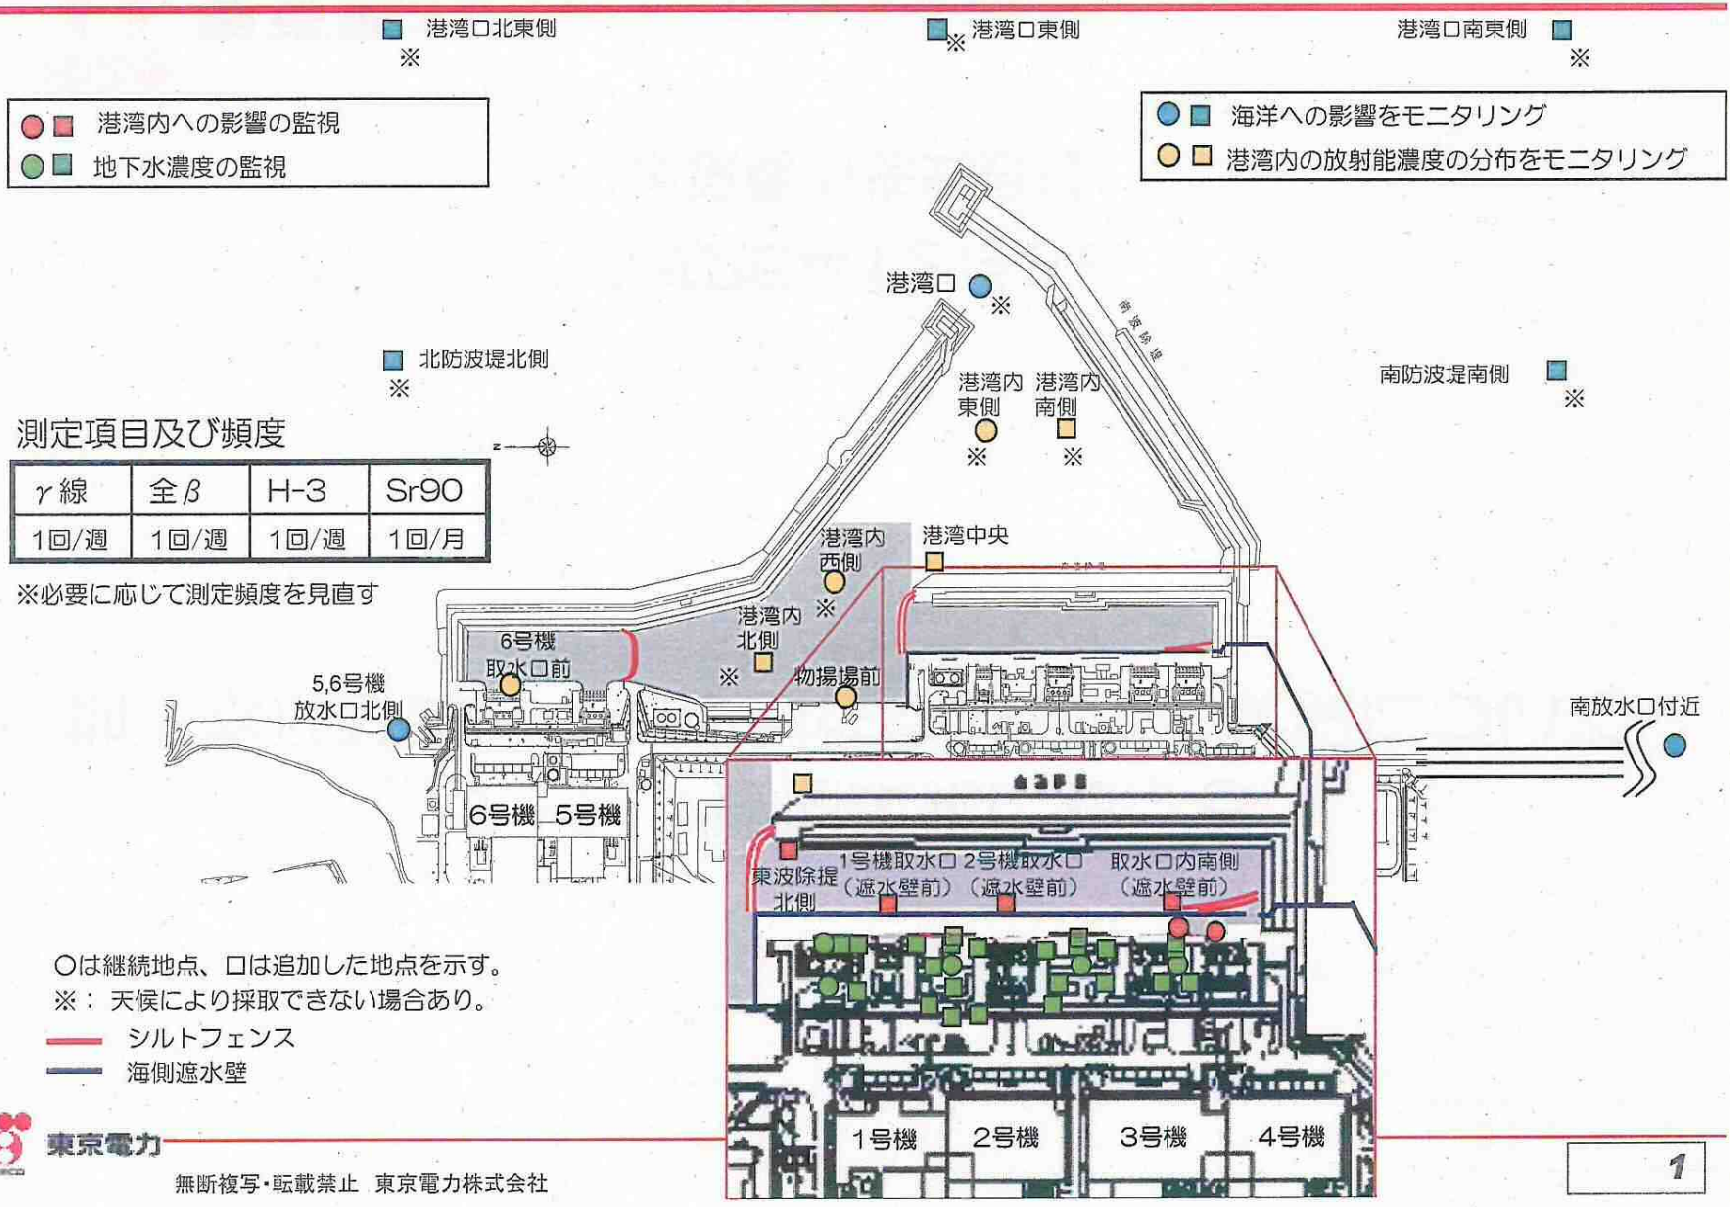 港湾口北東側
※
港湾口東側
※
港湾口南東側
※
港湾内への影響の監視
地下水濃度の監視
海洋への影響をモニタリング
港湾内の放射能濃度の分布をモニタリング
港湾口
※
南波除堤
北防波堤北側
※
南防波堤南側
※
港湾内
東側
※
港湾内
南側
※
測定項目及び頻度
γ線 全β H-3 Sr90
1回/週 1回/週 1回/週 1回/月
※必要に応じて測定頻度を見直す
z
港湾内
西側
※
港湾中央
港湾内
北側
※
物揚場前
6号機
取水口前
5,6号機
放水口北側
南放水口付近
6号機 5号機
東波除堤
北側
1号機取水口
(遮水壁前)
2号機取水口
(遮水壁前)
取水口内南側
(遮水壁前)
1号機 2号機 3号機 4号機
○は継続地点、□は追加した地点を示す。
※: 天候により採取できない場合あり。
シルトフェンス
海側遮水壁
東京電力
無断複写・転載禁止 東京電力株式会社
1